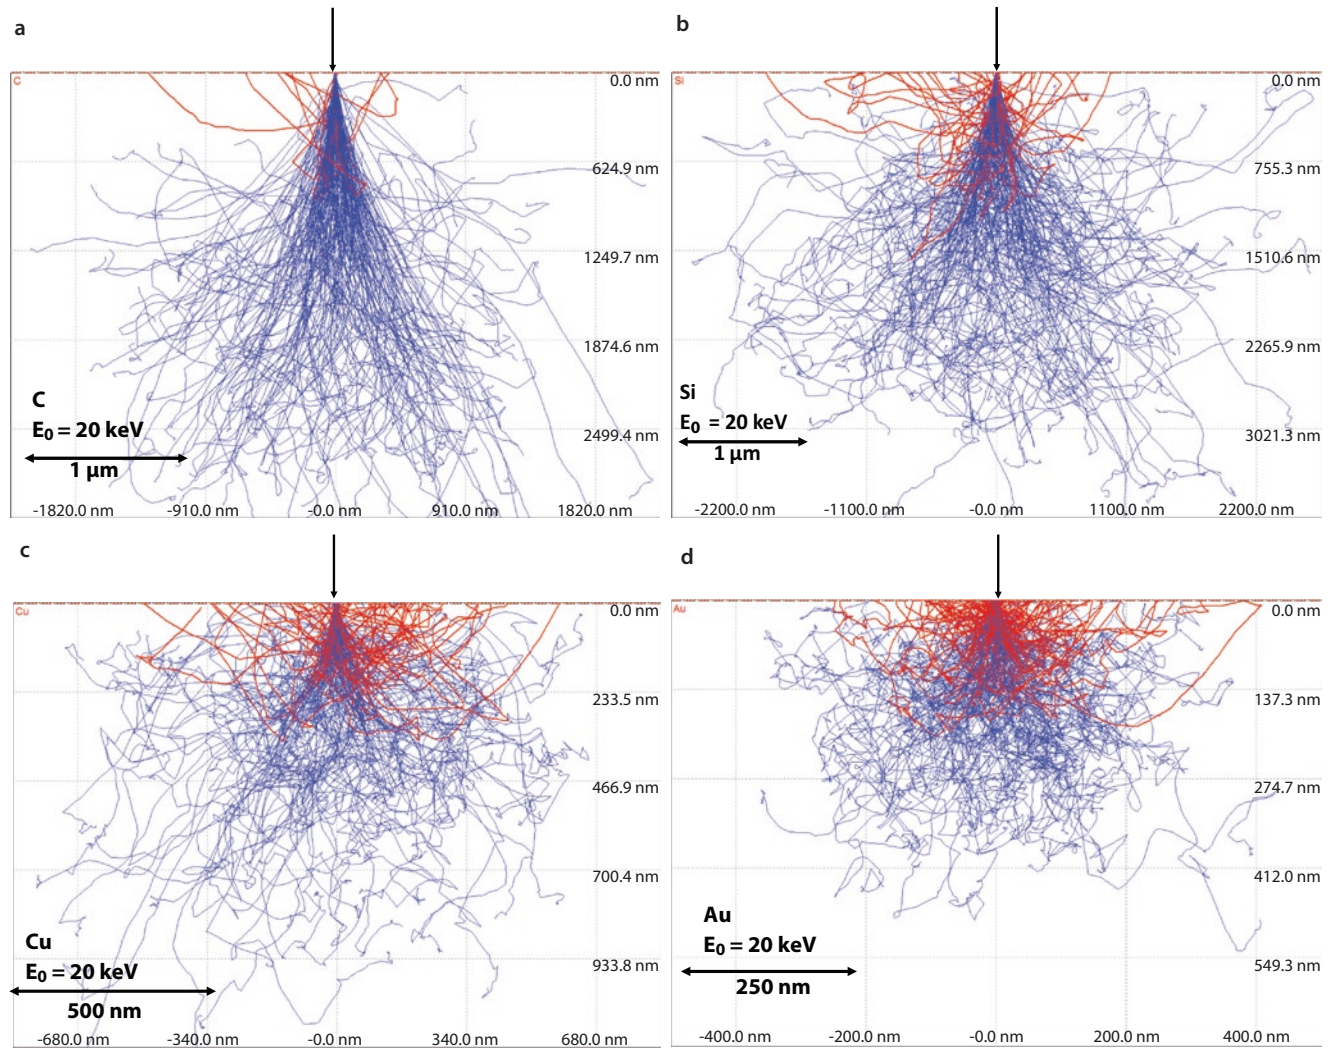 a
C
0.0 nm
624.9 nm
1249.7 nm
1874.6 nm
2499.4 nm
C
E₀ = 20 keV
1 µm
-1820.0 nm -910.0 nm -0.0 nm 910.0 nm 1820.0 nm
b
Si
0.0 nm
755.3 nm
1510.6 nm
2265.9 nm
3021.3 nm
Si
E₀ = 20 keV
1 µm
-2200.0 nm -1100.0 nm -0.0 nm 1100.0 nm 2200.0 nm
c
Cu
0.0 nm
233.5 nm
466.9 nm
700.4 nm
933.8 nm
Cu
E₀ = 20 keV
500 nm
-680.0 nm -340.0 nm -0.0 nm 340.0 nm 680.0 nm
d
Au
0.0 nm
137.3 nm
274.7 nm
412.0 nm
549.3 nm
Au
E₀ = 20 keV
250 nm
-400.0 nm -200.0 nm -0.0 nm 200.0 nm 400.0 nm